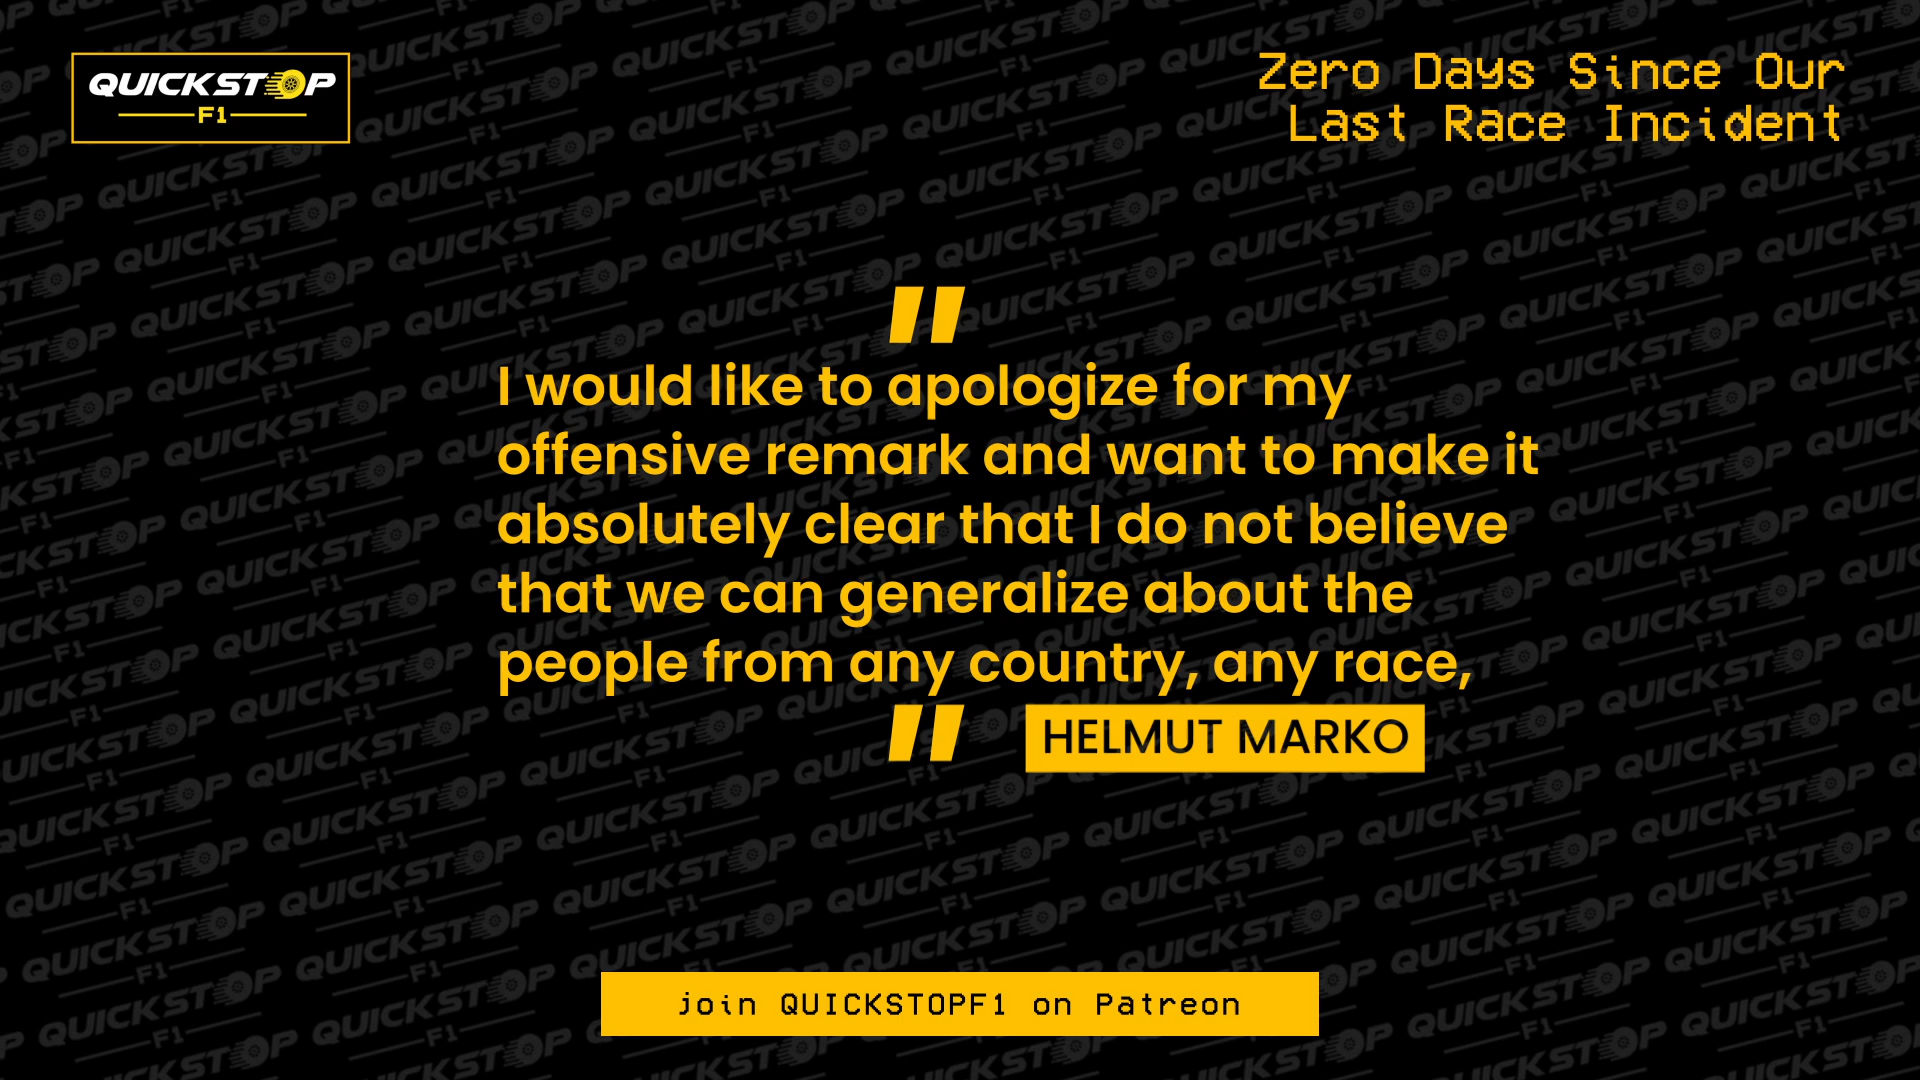 QUICKSTOP
F1
Zero Days Since Our
Last Race Incident
"
I would like to apologize for my
offensive remark and want to make it
absolutely clear that I do not believe
that we can generalize about the
people from any country, any race,
"
HELMUT MARKO
join QUICKSTOPF1 on Patreon